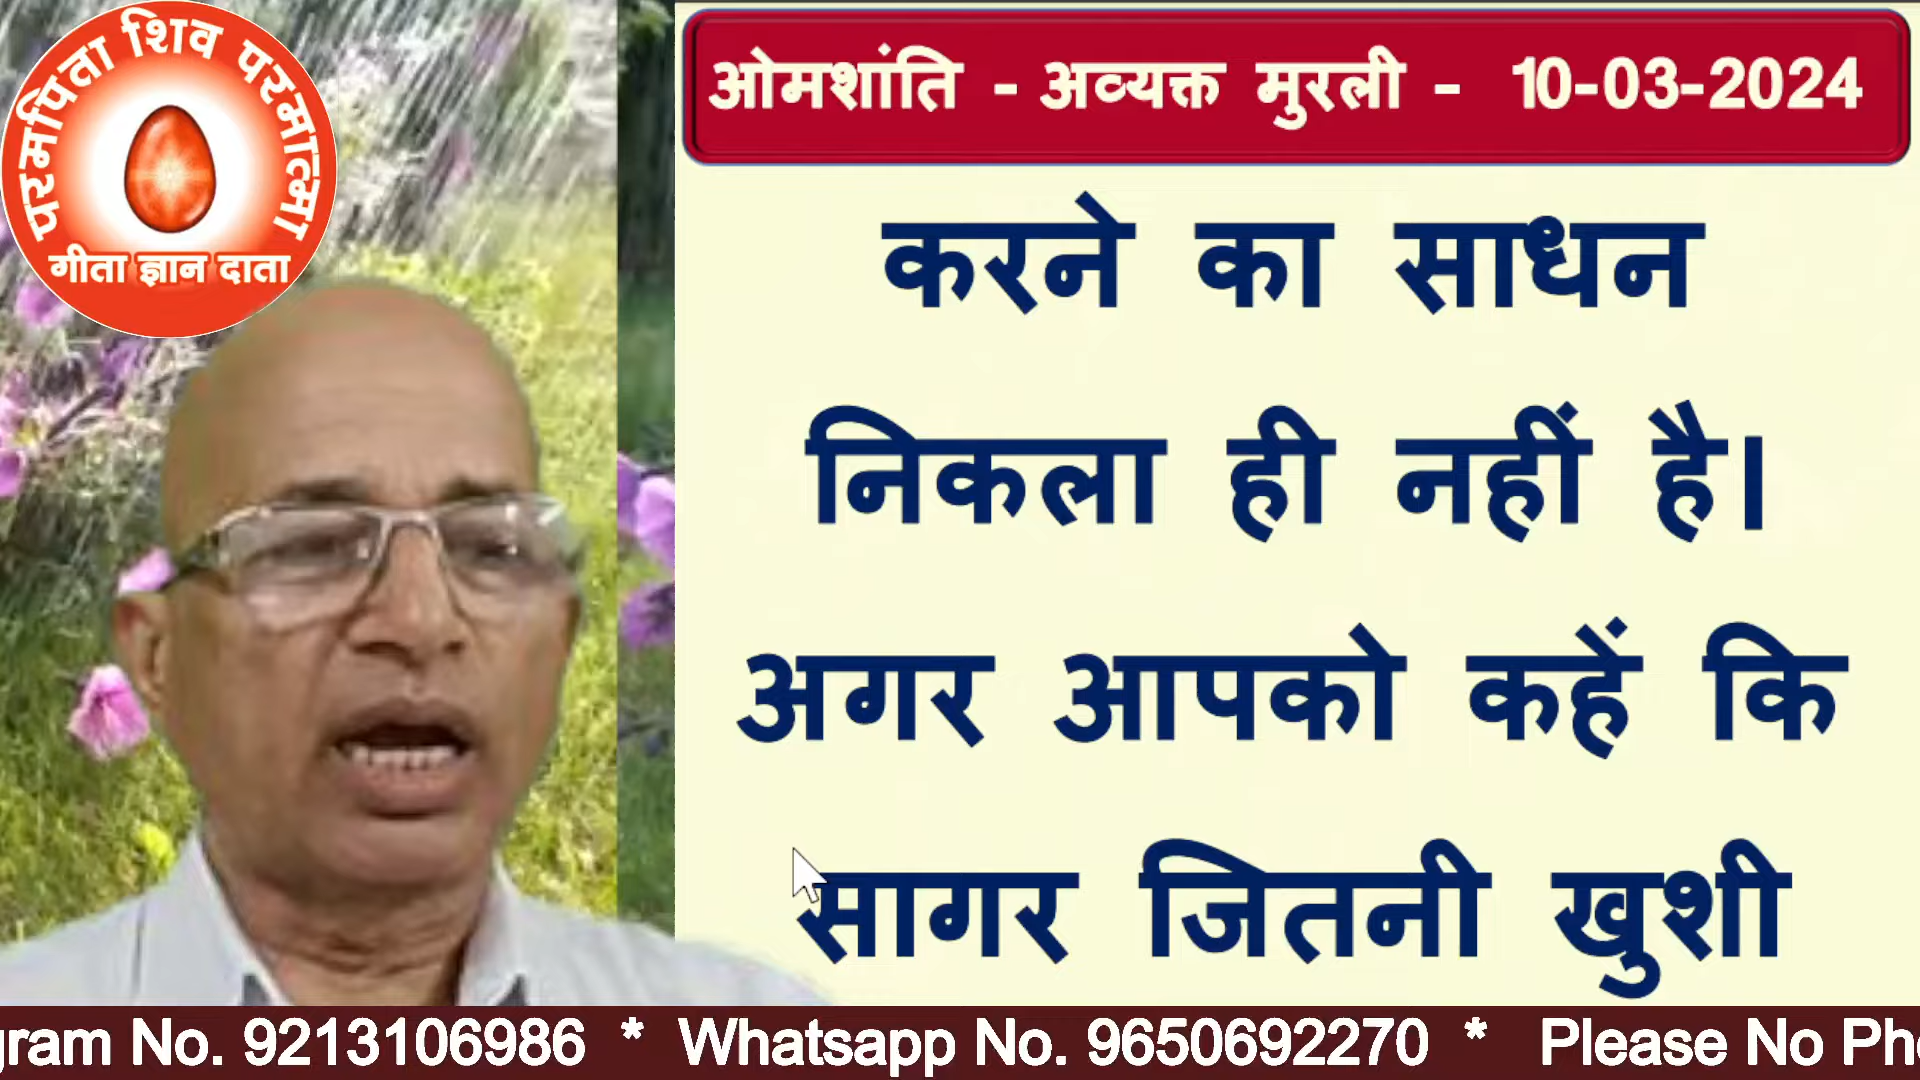 परमपिता शिव परमात्मा
गीता ज्ञान दाता
ओमशांति - अव्यक्त मुरली - 10-03-2024
करने का साधन
निकला ही नहीं है।
अगर आपको कहें कि
सागर जितनी खुशी
gram No. 9213106986 * Whatsapp No. 9650692270 * Please No Ph